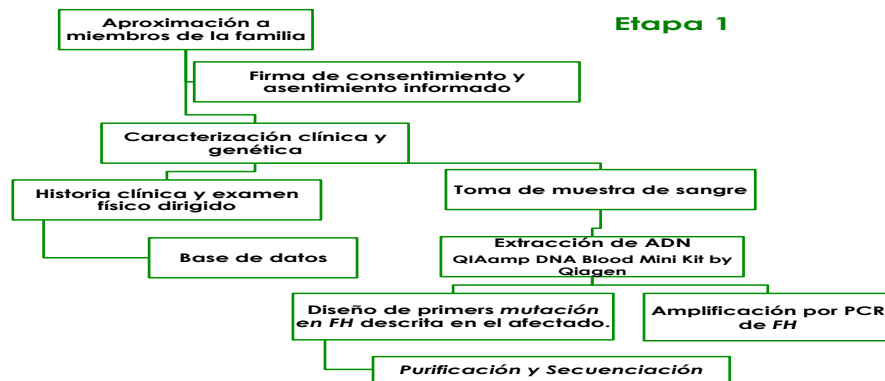 Etapa 1
Aproximación a
miembros de la familia
Firma de consentimiento y
asentimiento informado
Caracterización clínica y
genética
Historia clínica y examen
físico dirigido
Toma de muestra de sangre
Base de datos
Extracción de ADN
QIAamp DNA Blood Mini Kit by
Qiagen
Diseño de primers mutación
en FH descrita en el afectado.
Amplificación por PCR
de FH
Purificación y Secuenciación